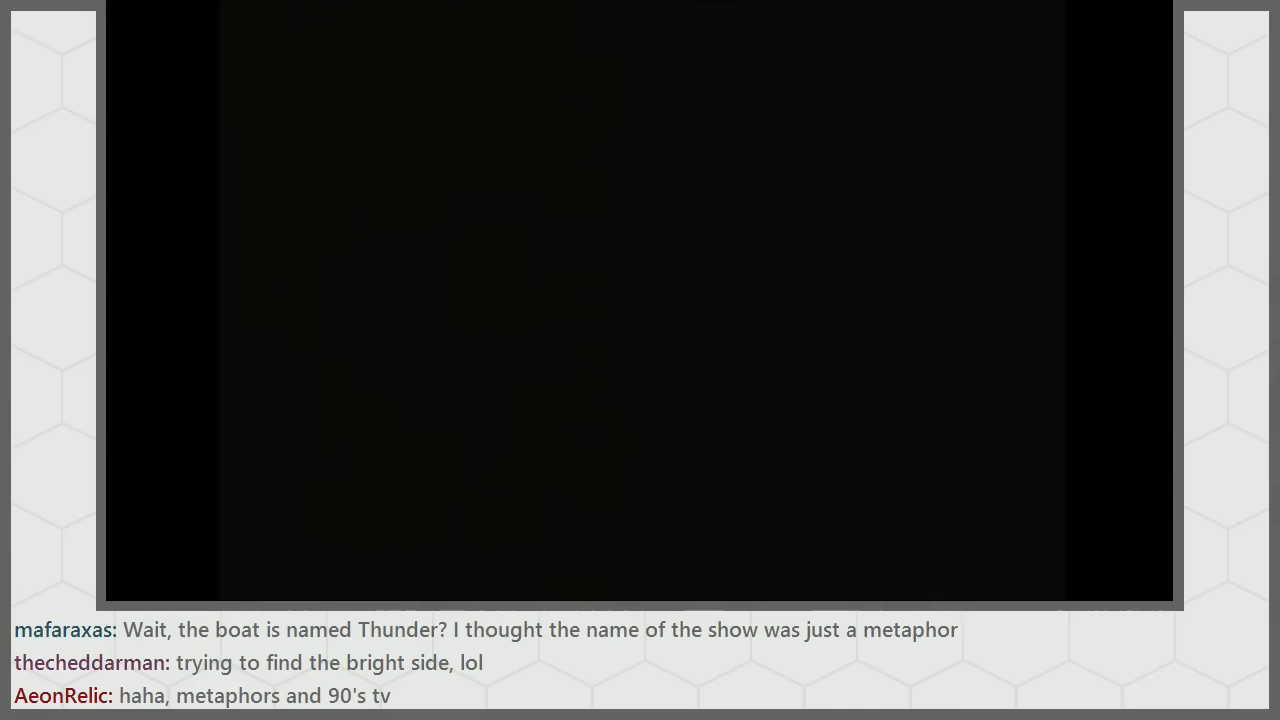 mafaraxas: Wait, the boat is named Thunder? I thought the name of the show was just a metaphor
thecheddarman: trying to find the bright side, lol
AeonRelic: haha, metaphors and 90's tv